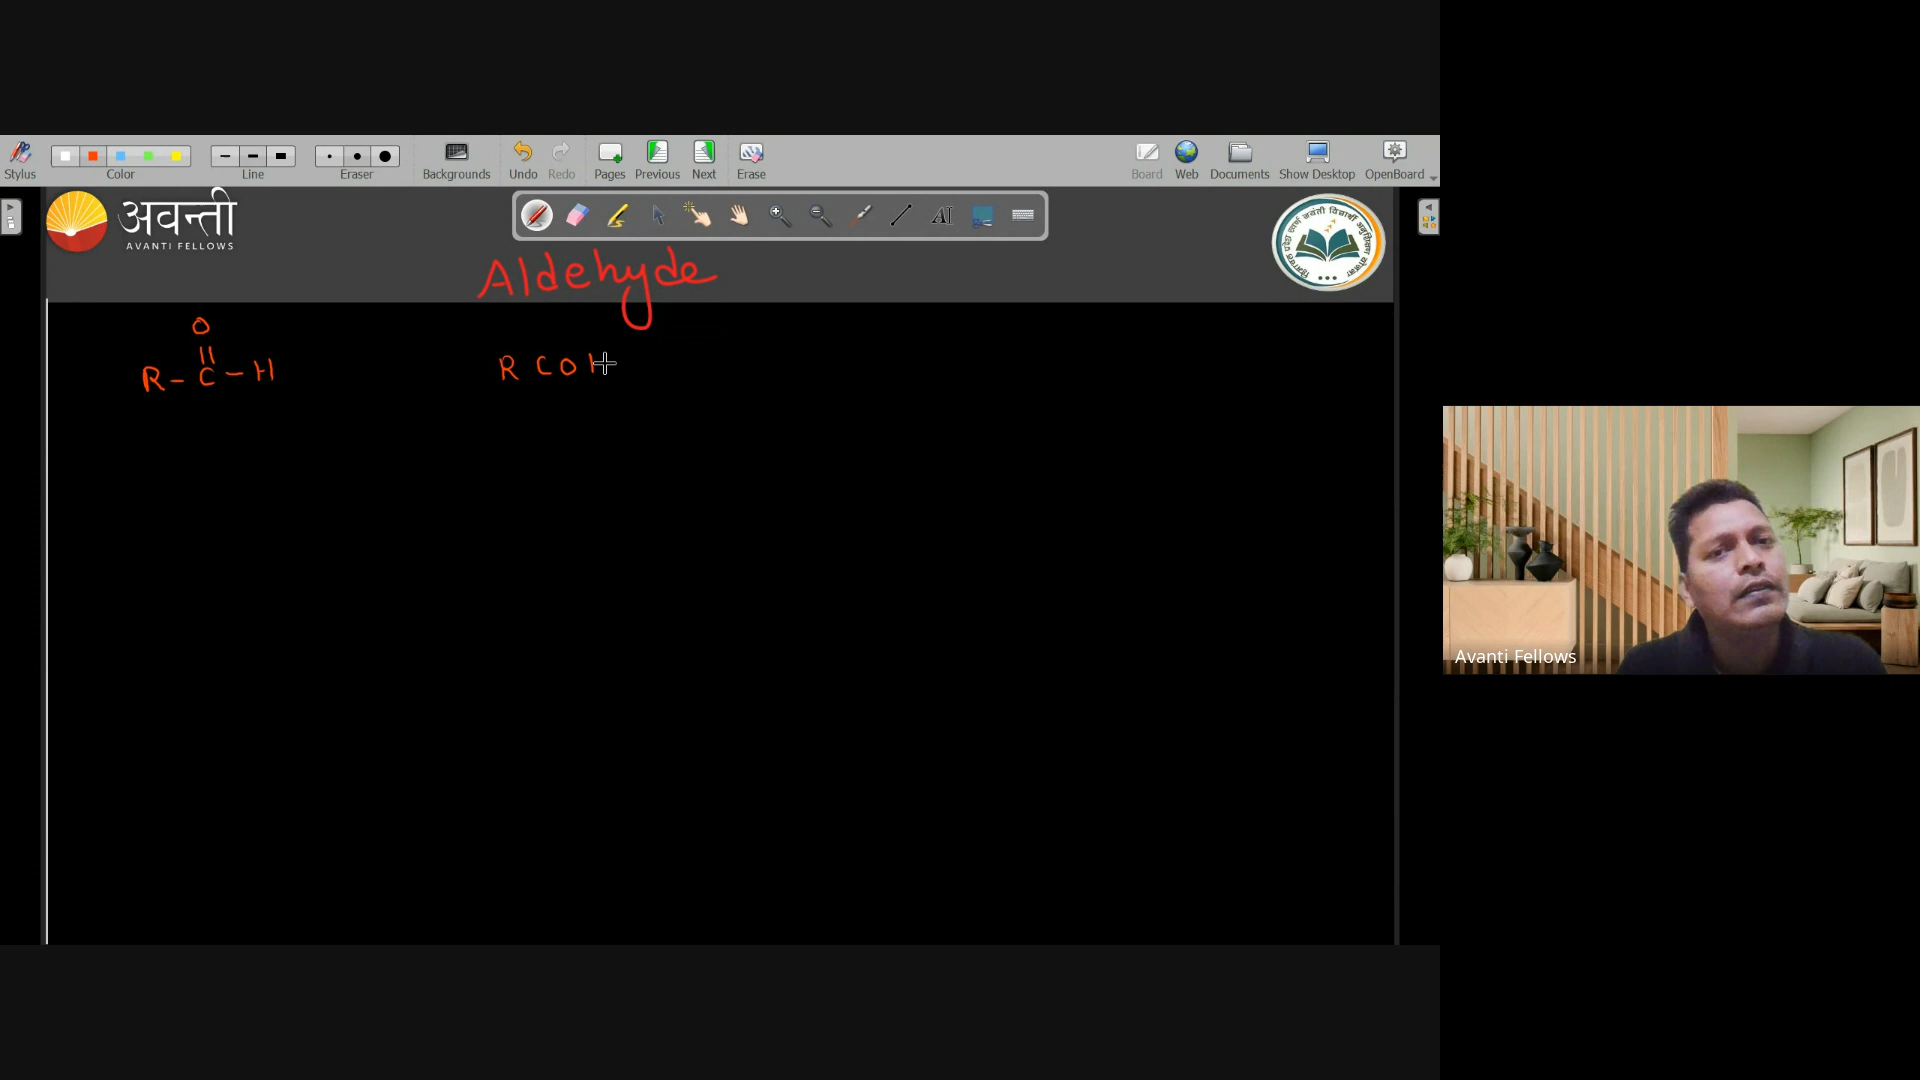 Stylus
Color
Line
Eraser
Backgrounds
Undo
Redo
Pages
Previous
Next
Erase
Board
Web
Documents
Show Desktop
OpenBoard
अवन्ती
AVANTI FELLOWS
Aldehyde
O
R - C - H
R C O H
Avanti Fellows